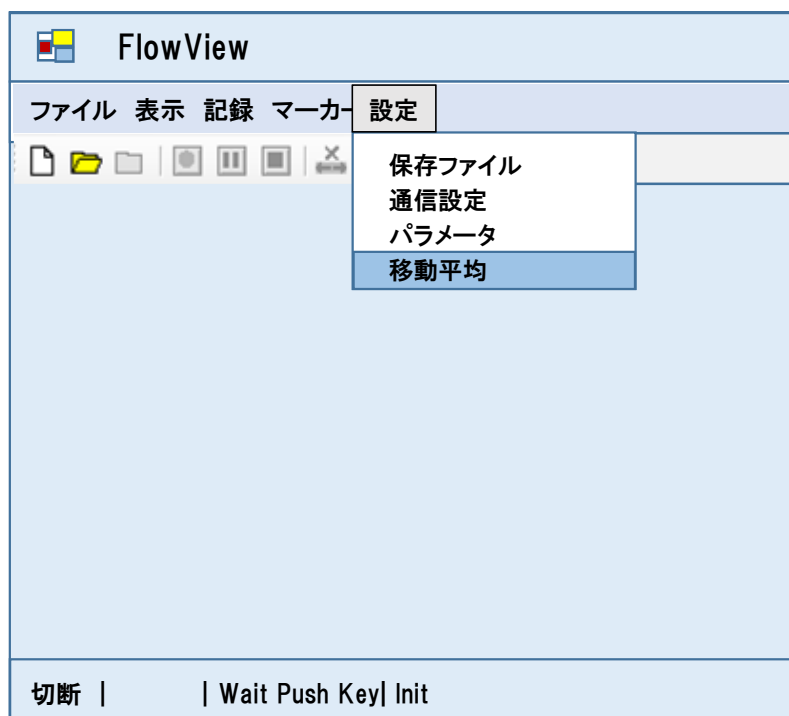 FlowView
ファイル 表示 記録 マーカー 設定
保存ファイル
通信設定
パラメータ
移動平均
切断 | | Wait Push Key| Init